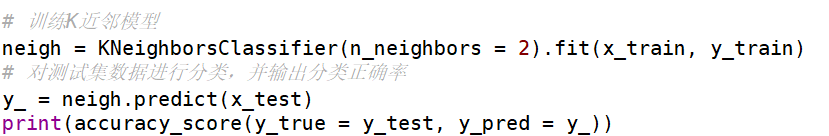 # 训练K近邻模型
neigh = KNeighborsClassifier(n_neighbors = 2).fit(x_train, y_train)
# 对测试集数据进行分类，并输出分类正确率
y_ = neigh.predict(x_test)
print(accuracy_score(y_true = y_test, y_pred = y_))